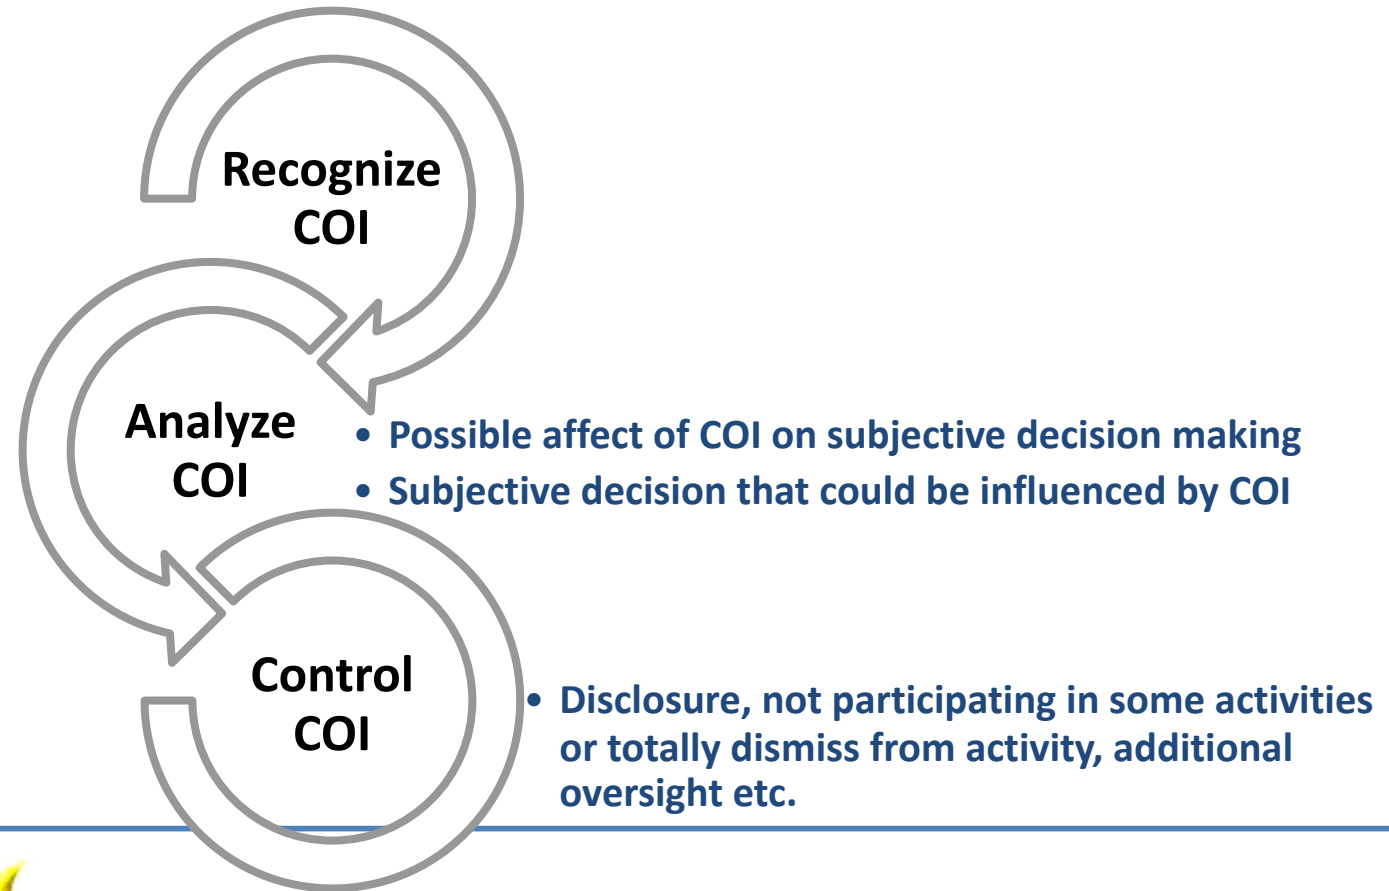 Recognize
COI
Analyze
COI
• Possible affect of COI on subjective decision making
• Subjective decision that could be influenced by COI
Control
COI
• Disclosure, not participating in some activities
or totally dismiss from activity, additional
oversight etc.